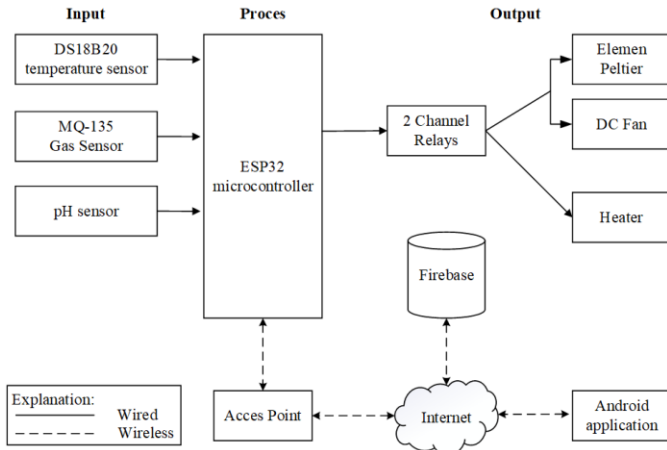 Input
Proces
Output
DS18B20
temperature sensor
MQ-135
Gas Sensor
pH sensor
ESP32
microcontroller
2 Channel
Relays
Elemen
Peltier
DC Fan
Heater
Firebase
Explanation:
Wired
Wireless
Acces Point
Internet
Android
application